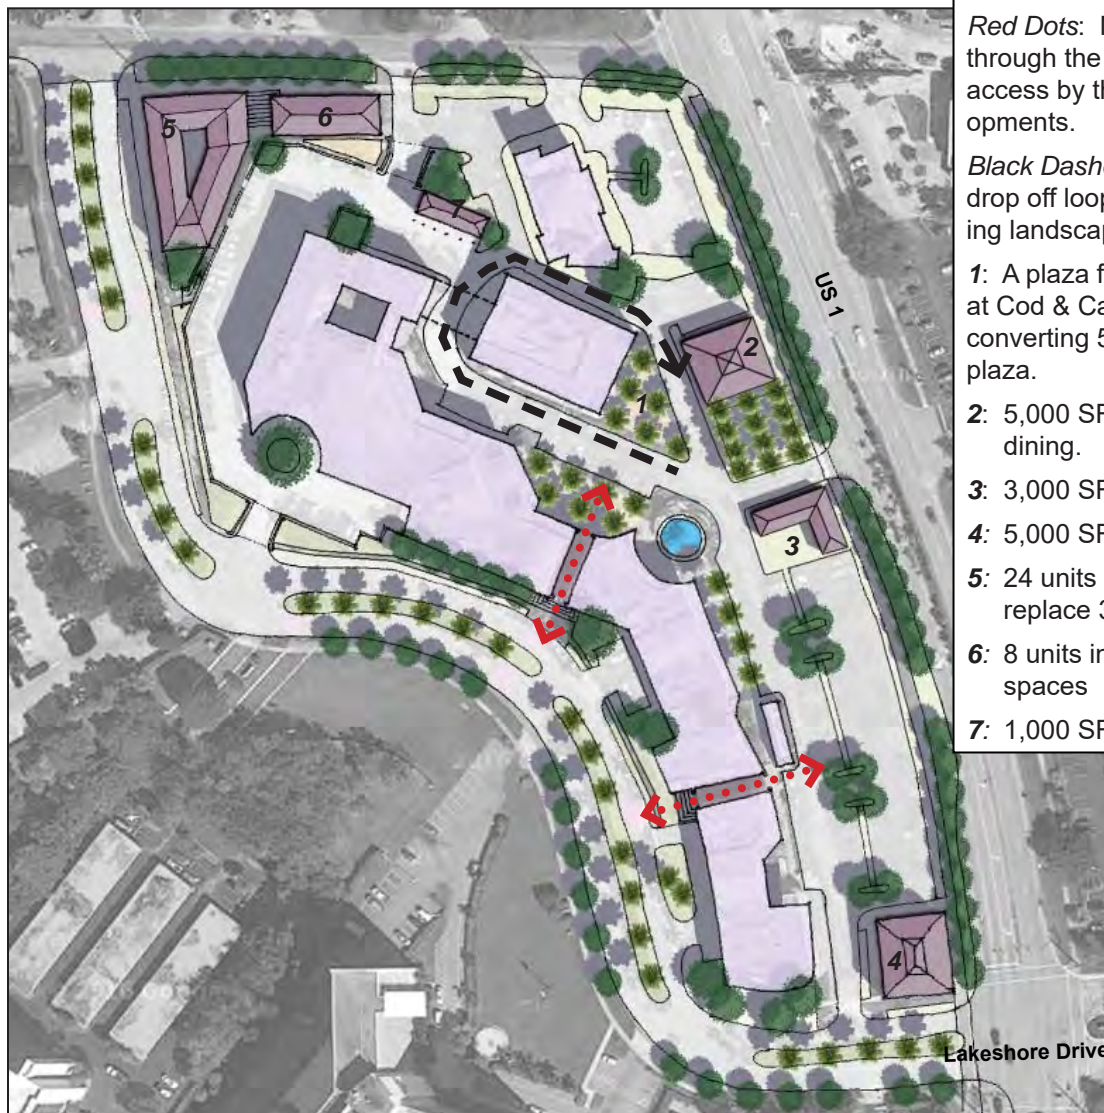 Red Dots:
through the
access by th
opments.
Black Dash
drop off loop
ing landscap
1: A plaza f
at Cod & Ca
converting 5
plaza.
2: 5,000 SF
dining.
3: 3,000 SF
4: 5,000 SF
5: 24 units
replace 3
6: 8 units in
spaces
7: 1,000 SF
5
6
7
US 1
2
1
3
4
Lakeshore Drive